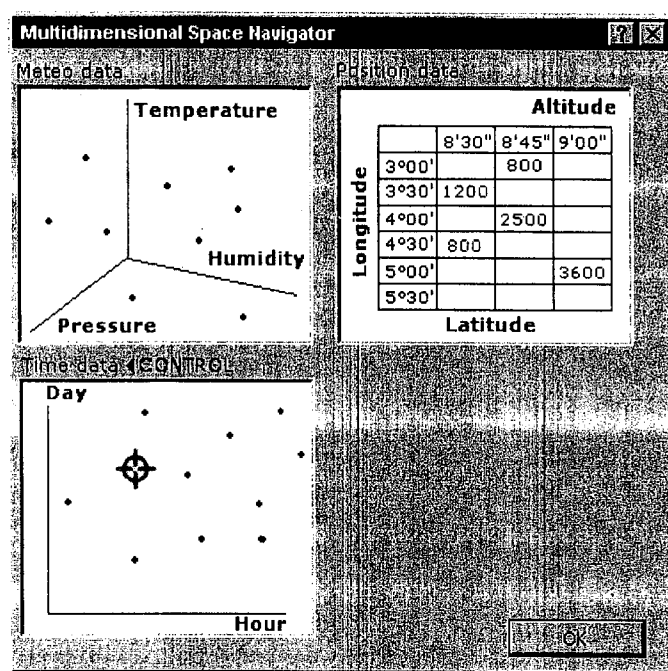 Multidimensional Space Navigator ? X
Meteo data
Temperature
Humidity
Pressure
Position data
Altitude
8'30" 8'45" 9'00"
3°00' 800
3°30' 1200
4°00' 2500
4°30' 800
5°00' 3600
5°30'
Longitude
Latitude
Time data ◄CONTROL
Day
Hour
OK